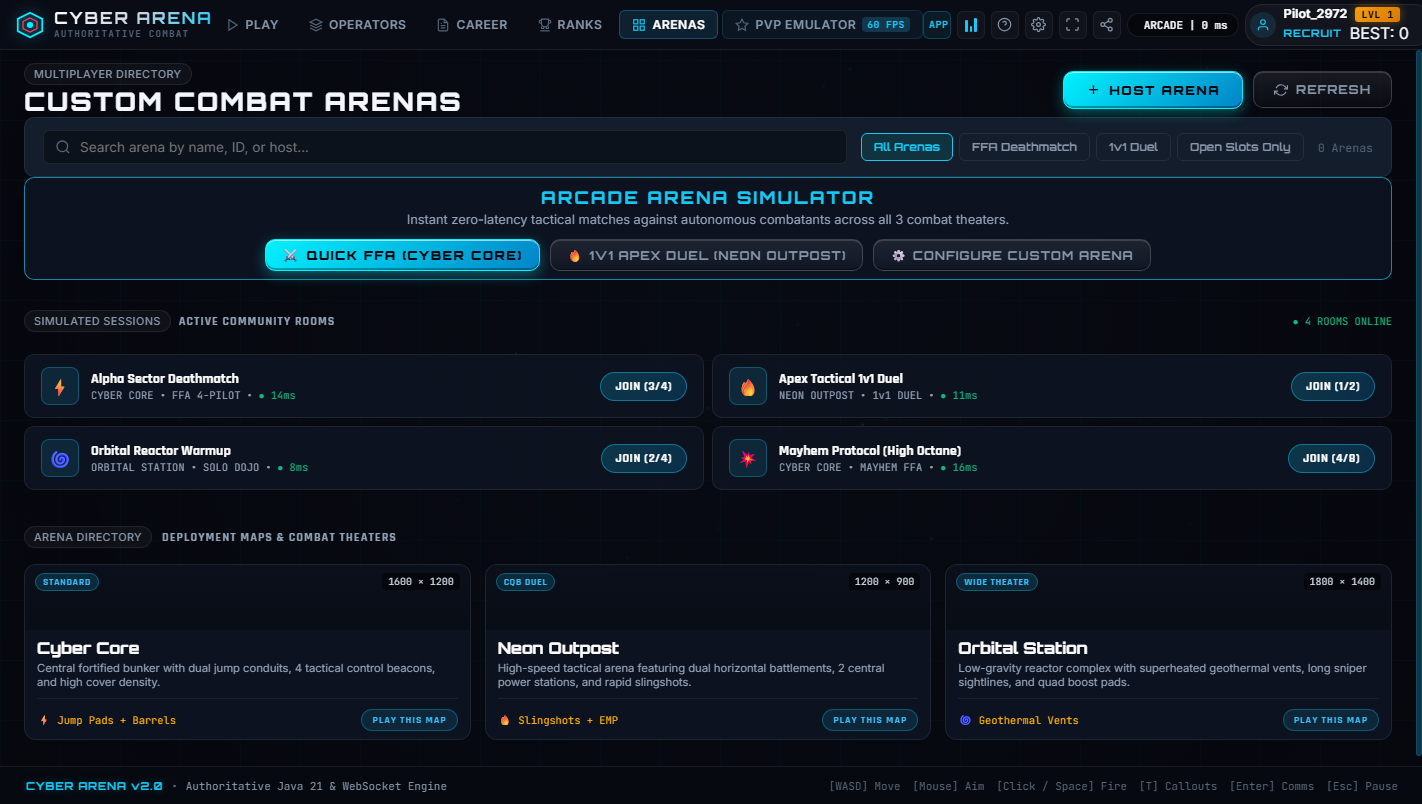 CYBER ARENA
AUTHORITATIVE COMBAT
PLAY
OPERATORS
CAREER
RANKS
ARENAS
PVP EMULATOR 60 FPS
APP
ARCADE | 0 ms
Pilot_2972 LVL 1
RECRUIT BEST: 0
MULTIPLAYER DIRECTORY
CUSTOM COMBAT ARENAS
+ HOST ARENA
REFRESH
Search arena by name, ID, or host...
All Arenas
FFA Deathmatch
1v1 Duel
Open Slots Only
0 Arenas
ARCADE ARENA SIMULATOR
Instant zero-latency tactical matches against autonomous combatants across all 3 combat theaters.
QUICK FFA (CYBER CORE)
1V1 APEX DUEL (NEON OUTPOST)
CONFIGURE CUSTOM ARENA
SIMULATED SESSIONS ACTIVE COMMUNITY ROOMS
● 4 ROOMS ONLINE
Alpha Sector Deathmatch
CYBER CORE • FFA 4-PILOT • ● 14ms
JOIN (3/4)
Apex Tactical 1v1 Duel
NEON OUTPOST • 1v1 DUEL • ● 11ms
JOIN (1/2)
Orbital Reactor Warmup
ORBITAL STATION • SOLO DOJO • ● 8ms
JOIN (2/4)
Mayhem Protocol (High Octane)
CYBER CORE • MAYHEM FFA • ● 16ms
JOIN (4/8)
ARENA DIRECTORY DEPLOYMENT MAPS & COMBAT THEATERS
STANDARD
1600 × 1200
Cyber Core
Central fortified bunker with dual jump conduits, 4 tactical control beacons,
and high cover density.
Jump Pads + Barrels
PLAY THIS MAP
CQB DUEL
1200 × 900
Neon Outpost
High-speed tactical arena featuring dual horizontal battlements, 2 central
power stations, and rapid slingshots.
Slingshots + EMP
PLAY THIS MAP
WIDE THEATER
1800 × 1400
Orbital Station
Low-gravity reactor complex with superheated geothermal vents, long sniper
sightlines, and quad boost pads.
Geothermal Vents
PLAY THIS MAP
CYBER ARENA v2.0 • Authoritative Java 21 & WebSocket Engine
[WASD] Move [Mouse] Aim [Click / Space] Fire [T] Callouts [Enter] Comms [Esc] Pause